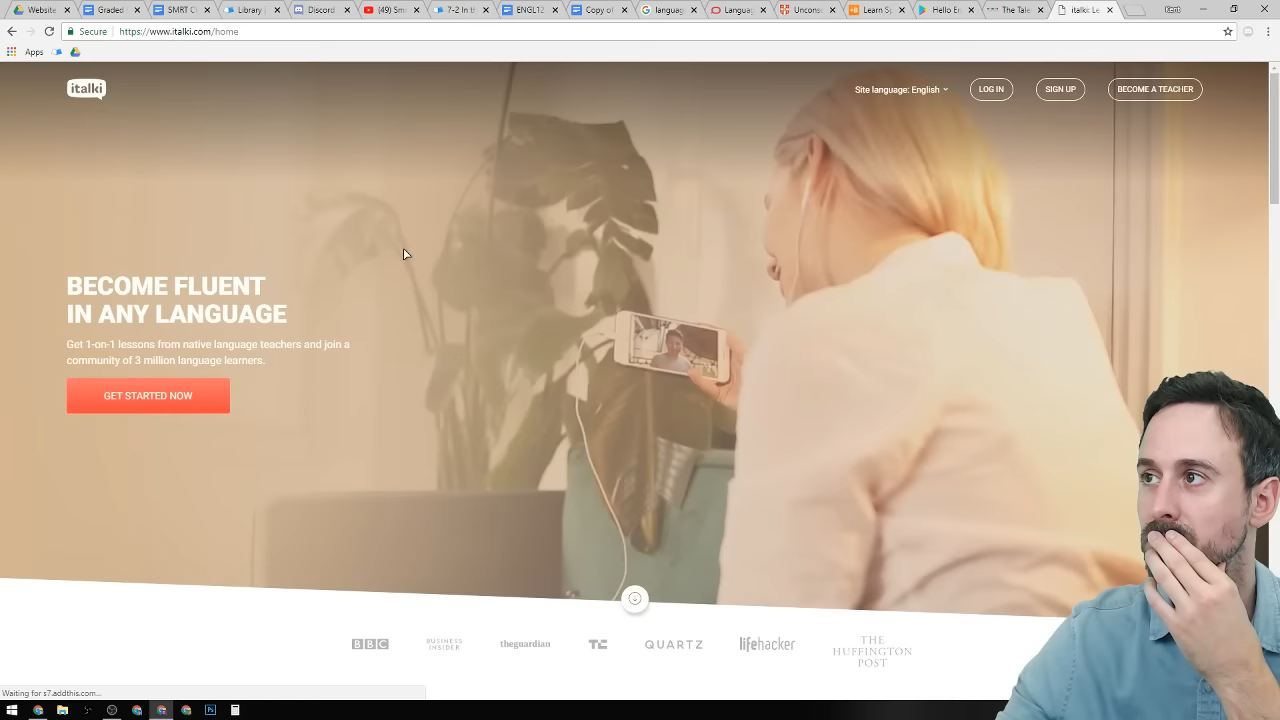 Website
Graded
SMRT C
Library |
Discord
(49) Sm
7-2 In th
ENGL12
Copy of
languag
Languag
Uncons
Learn S
Hello E
The Tale
italki: Le
Secure
https://www.italki.com/home
Apps
italki
Site language: English
LOG IN
SIGN UP
BECOME A TEACHER
BECOME FLUENT
IN ANY LANGUAGE
Get 1-on-1 lessons from native language teachers and join a
community of 3 million language learners.
GET STARTED NOW
BBC
BUSINESS
INSIDER
theguardian
TC
QUARTZ
lifehacker
THE
HUFFINGTON
POST
Waiting for s7.addthis.com...